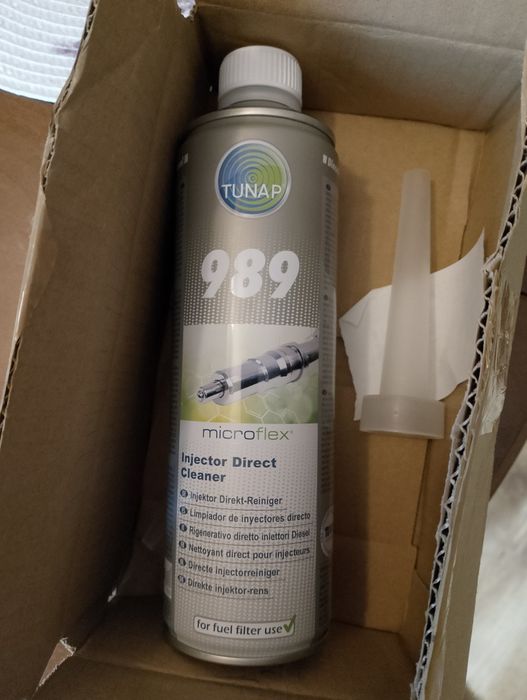 TUNAP
989
microflex®
Injector Direct
Cleaner
Injektor Direkt-Reiniger
Limpiador de inyectores directo
Rigenerativo diretto iniettori Diesel
Nettoyant direct pour injecteurs
Directe injectorreiniger
Direkte injektor-rens
for fuel filter use